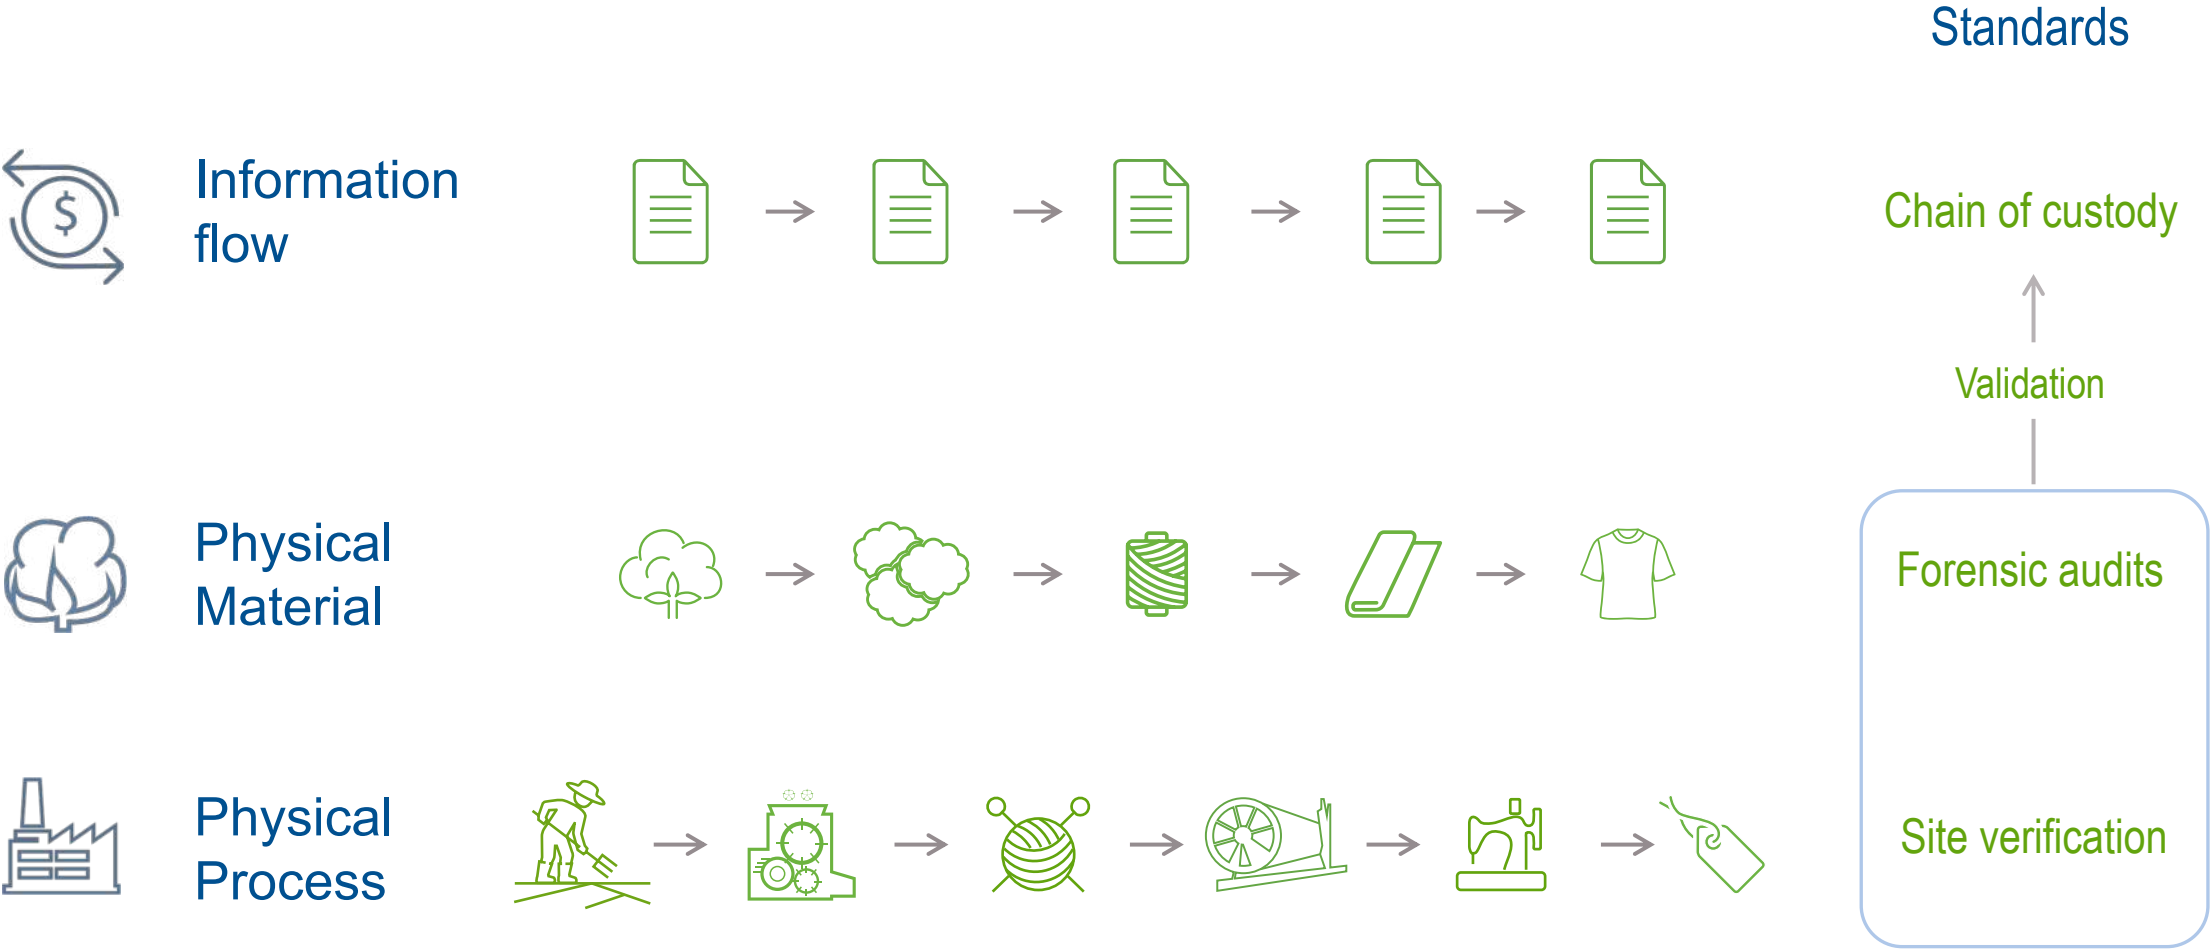 Standards
Information
flow
$
Chain of custody
Validation
Physical
Material
Forensic audits
Physical
Process
Site verification